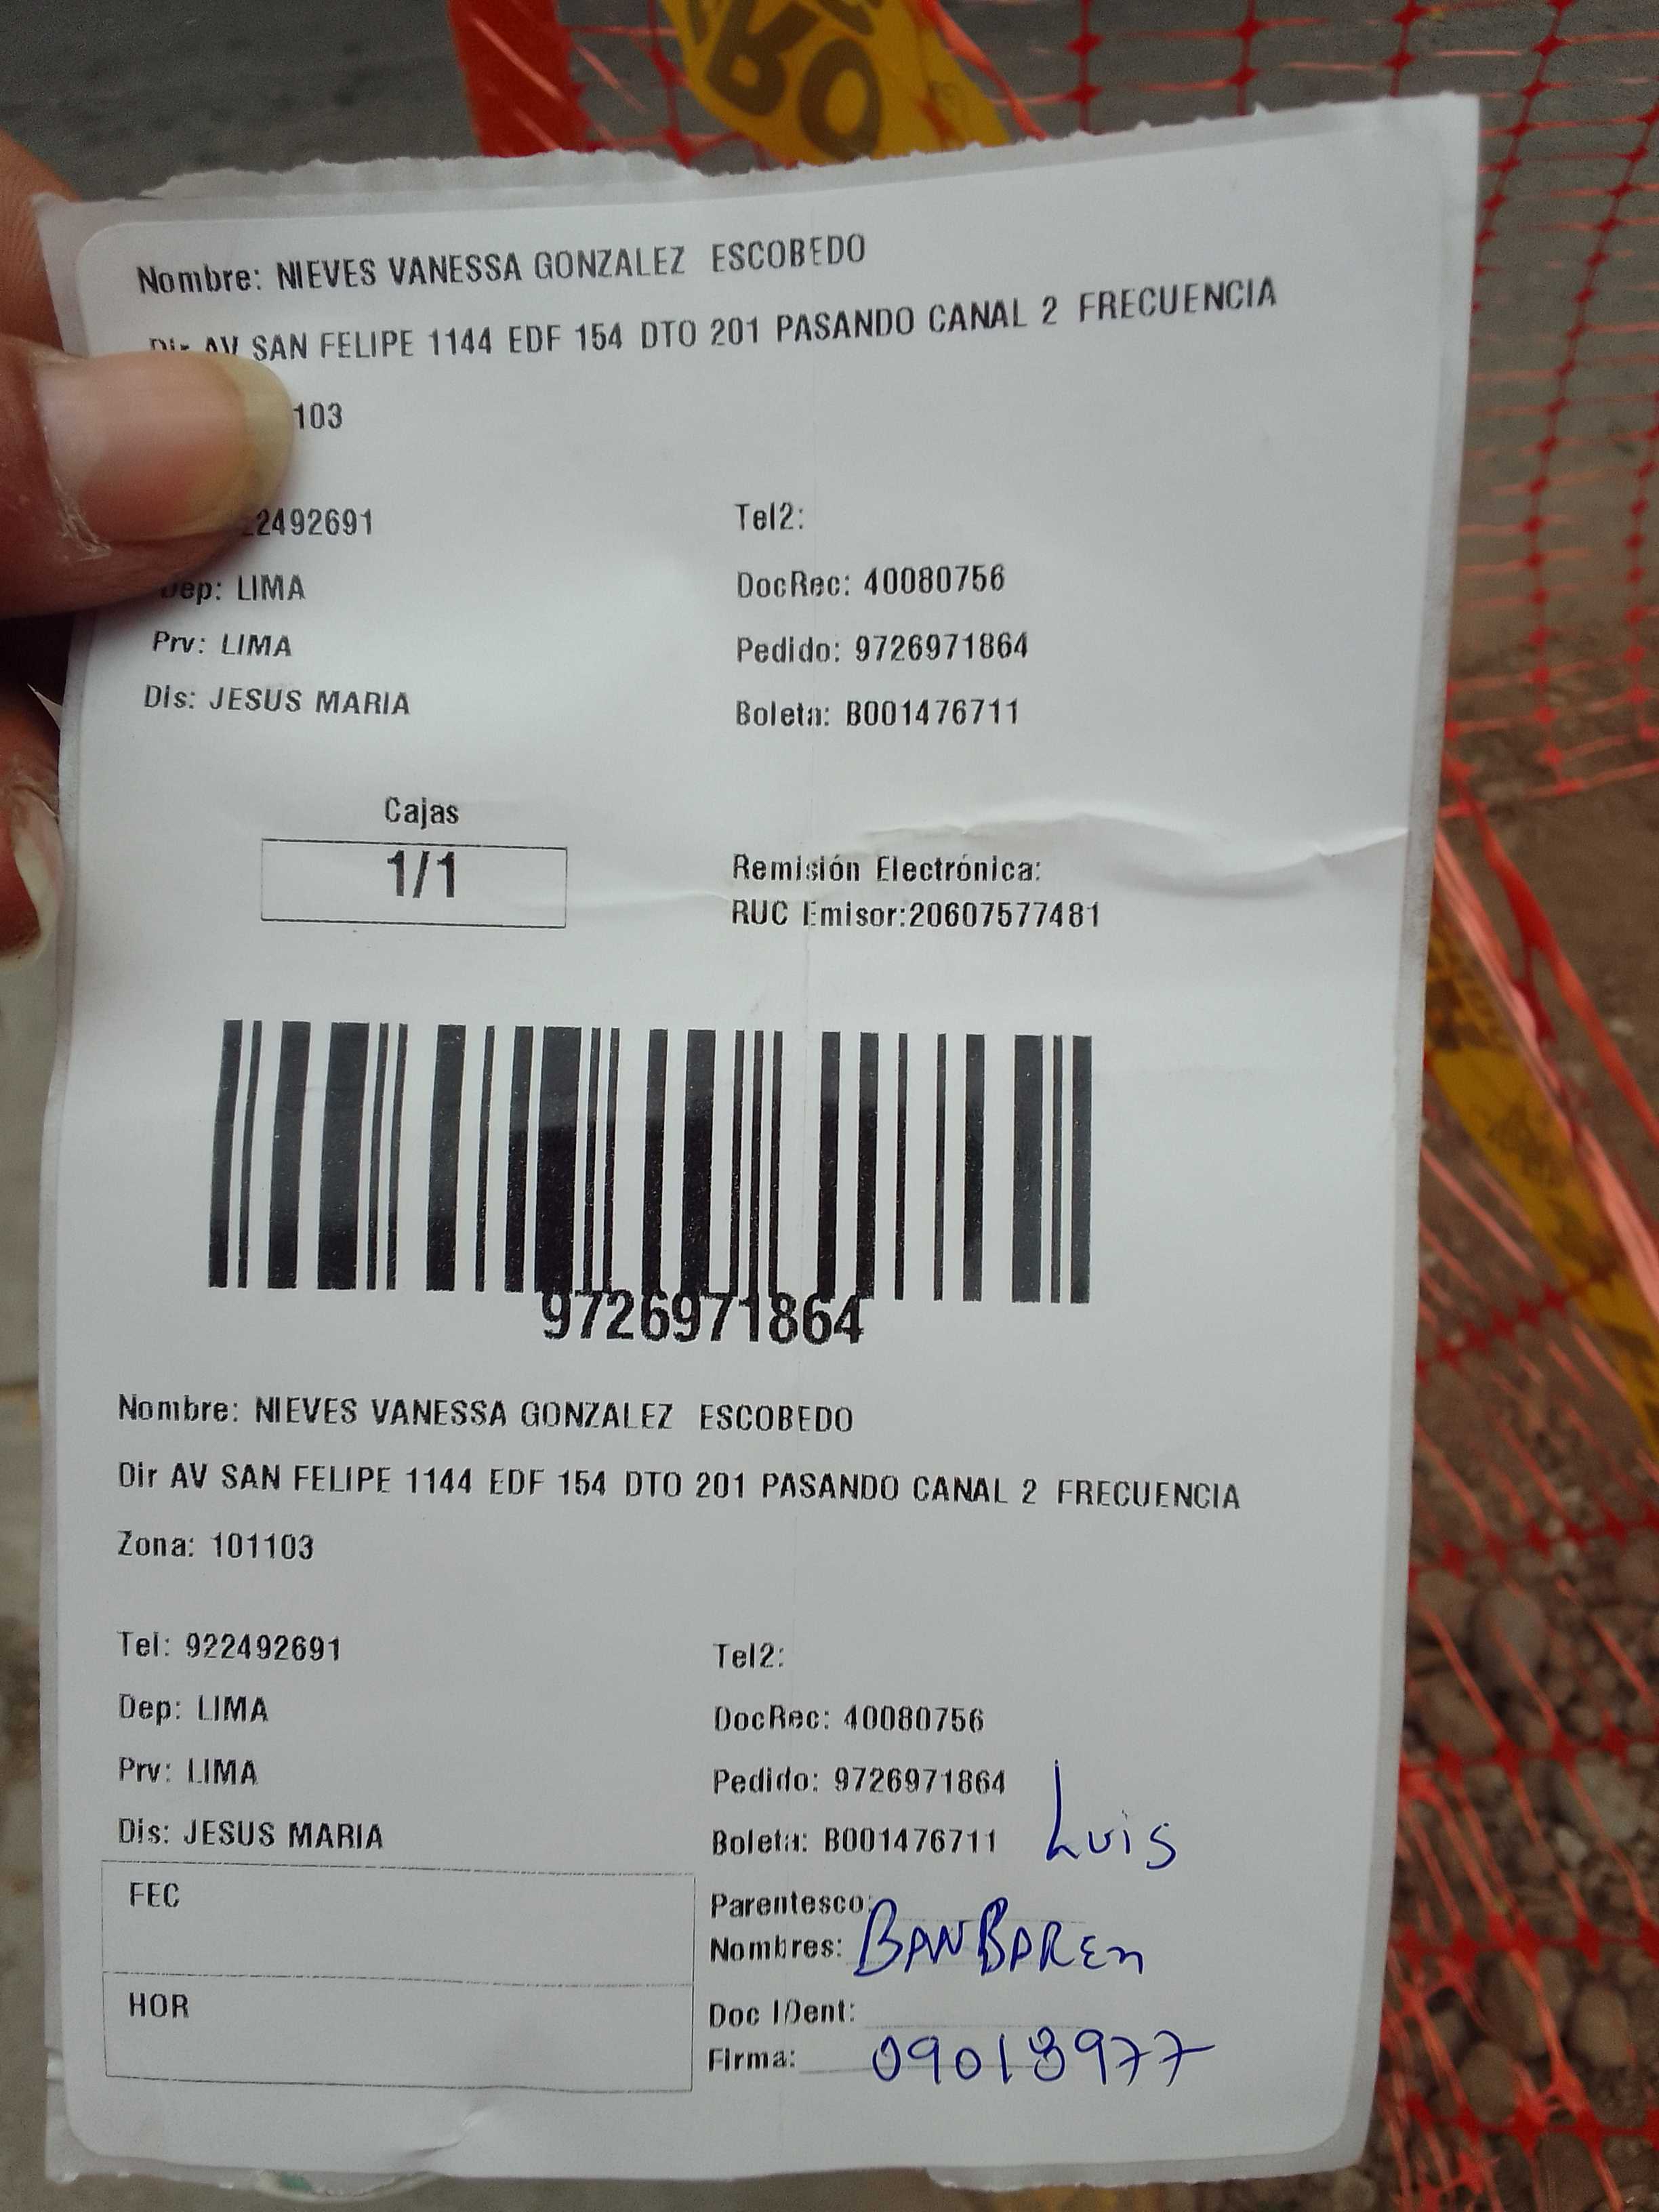 Nombre: NIEVES VANESSA GONZALEZ ESCOBEDO
Dir AV SAN FELIPE 1144 EDF 154 DTO 201 PASANDO CANAL 2 FRECUENCIA
103
2492691
Tel2:
Dep: LIMA
DocRec: 40080756
Prv: LIMA
Pedido: 9726971864
Dis: JESUS MARIA
Boleta: B001476711
Cajas
1/1
Remisión Electrónica:
RUC Emisor:20607577481
9726971864
Nombre: NIEVES VANESSA GONZALEZ ESCOBEDO
Dir AV SAN FELIPE 1144 EDF 154 DTO 201 PASANDO CANAL 2 FRECUENCIA
Zona: 101103
Tel: 922492691
Tel2:
Dep: LIMA
DocRec: 40080756
Prv: LIMA
Pedido: 9726971864
Dis: JESUS MARIA
Boleta: B001476711
Luis
FEC
Parentesco:
Nombres: BANBAREN
HOR
Doc IDent:
Firma: 09018977